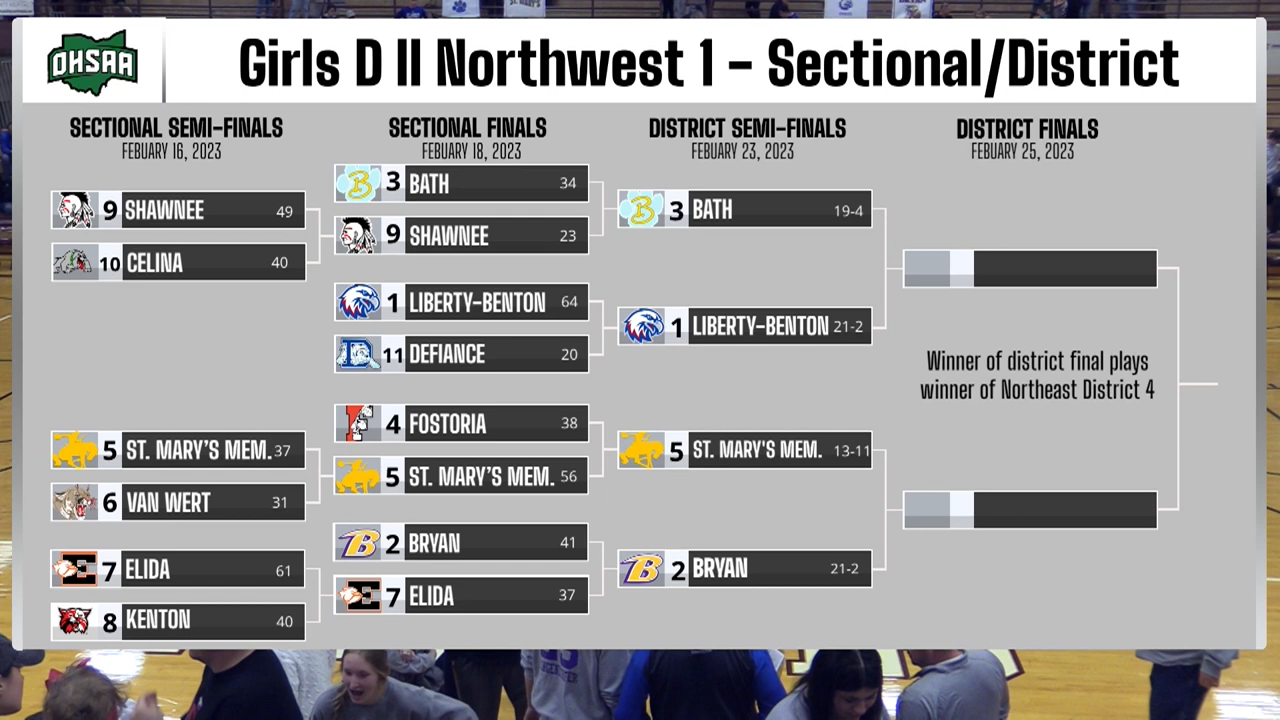 OHSAA
Girls D II Northwest 1 - Sectional/District
SECTIONAL SEMI-FINALS
FEBUARY 16, 2023
9 SHAWNEE 49
10 CELINA 40
5 ST. MARY'S MEM. 37
6 VAN WERT 31
7 ELIDA 61
8 KENTON 40
SECTIONAL FINALS
FEBUARY 18, 2023
3 BATH 34
9 SHAWNEE 23
1 LIBERTY-BENTON 64
11 DEFIANCE 20
4 FOSTORIA 38
5 ST. MARY'S MEM. 56
2 BRYAN 41
7 ELIDA 37
DISTRICT SEMI-FINALS
FEBUARY 23, 2023
3 BATH 19-4
1 LIBERTY-BENTON 21-2
5 ST. MARY'S MEM. 13-11
2 BRYAN 21-2
DISTRICT FINALS
FEBUARY 25, 2023
Winner of district final plays
winner of Northeast District 4